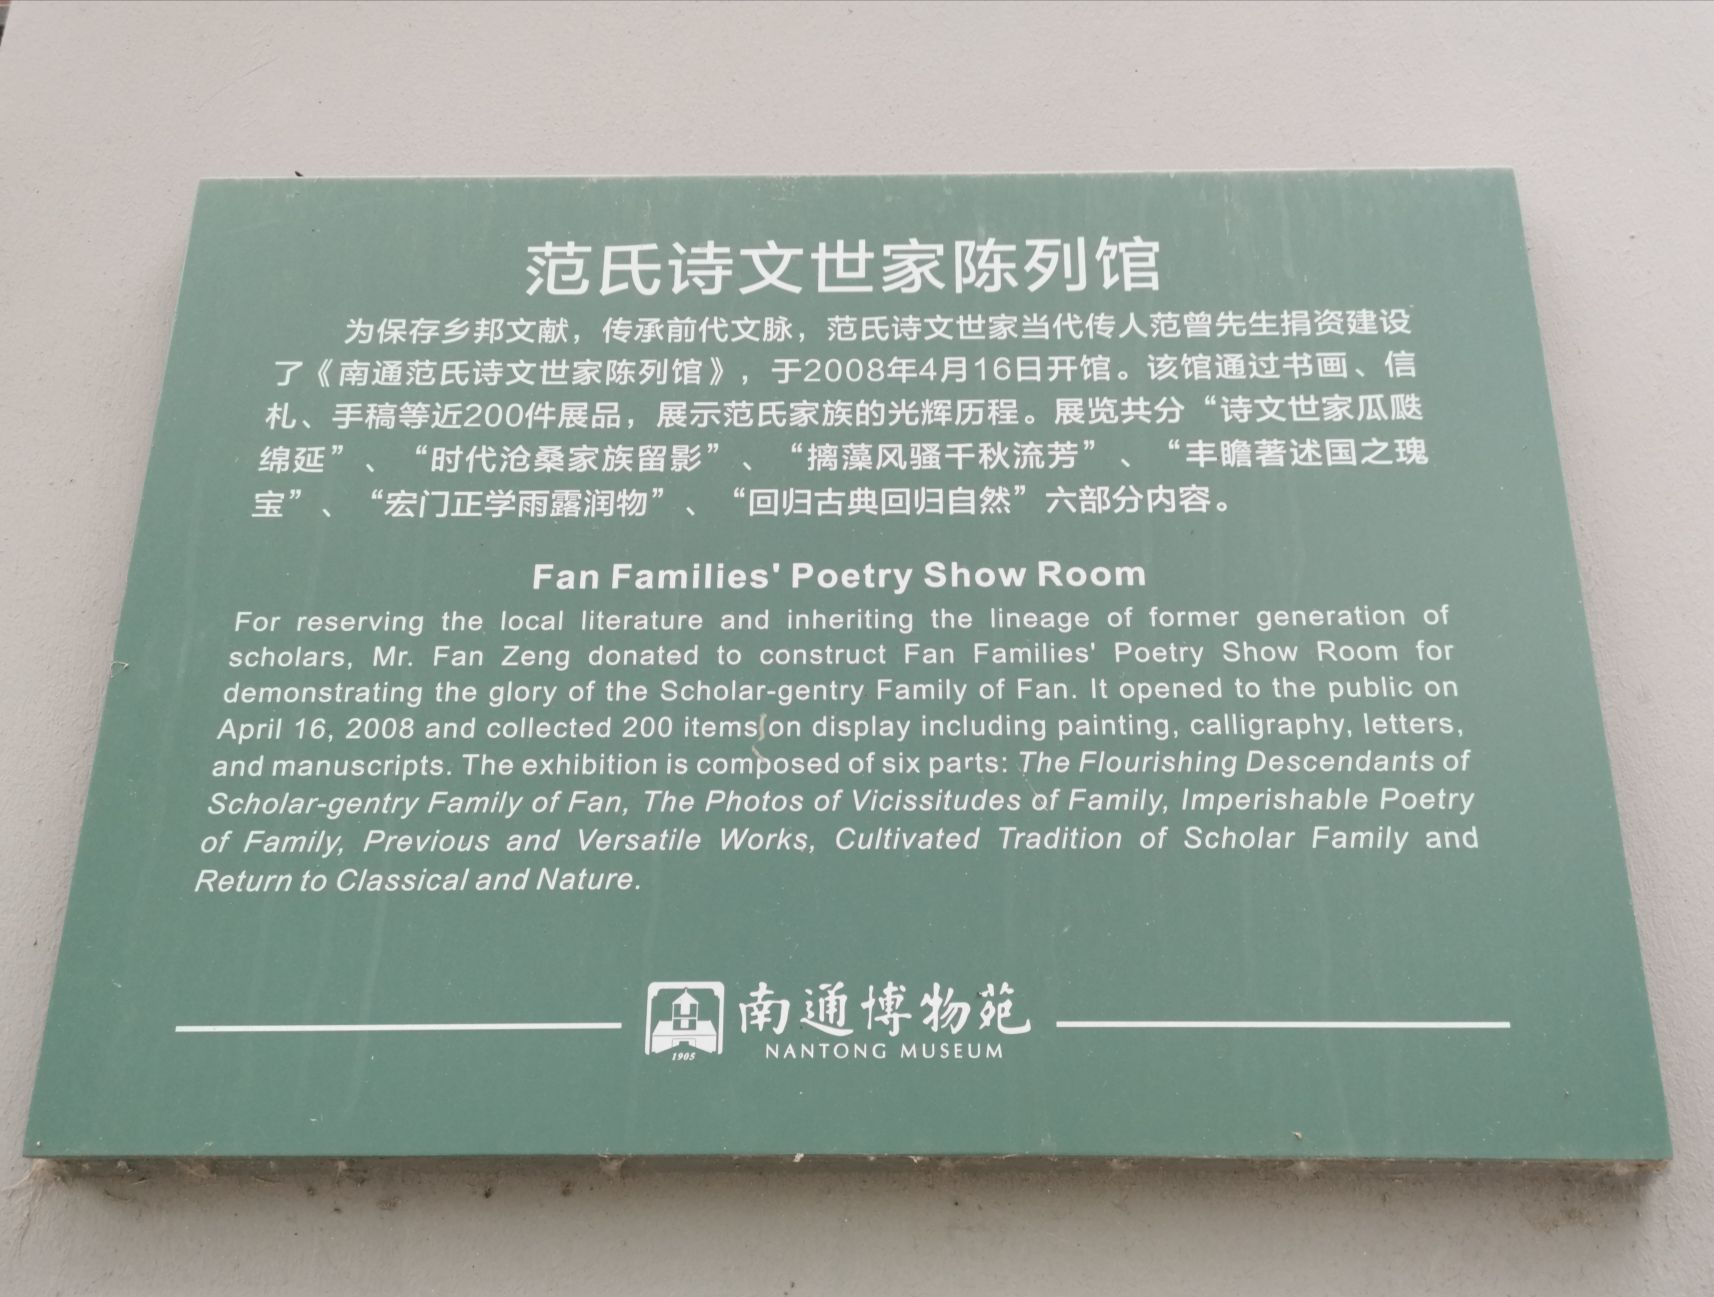 范氏诗文世家陈列馆
为保存乡邦文献，传承前代文脉，范氏诗文世家当代传人范曾先生捐资建设
了《南通范氏诗文世家陈列馆》，于2008年4月16日开馆。该馆通过书画、信
札、手稿等近200件展品，展示范氏家族的光辉历程。展览共分“诗文世家瓜瓞
绵延”、“时代沧桑家族留影”、“摛藻风骚千秋流芳”、“丰瞻著述国之瑰
宝”、“宏门正学雨露润物”、“回归古典回归自然”六部分内容。
Fan Families' Poetry Show Room
For reserving the local literature and inheriting the lineage of former generation of
scholars, Mr. Fan Zeng donated to construct Fan Families' Poetry Show Room for
demonstrating the glory of the Scholar-gentry Family of Fan. It opened to the public on
April 16, 2008 and collected 200 items on display including painting, calligraphy, letters,
and manuscripts. The exhibition is composed of six parts: The Flourishing Descendants of
Scholar-gentry Family of Fan, The Photos of Vicissitudes of Family, Imperishable Poetry
of Family, Previous and Versatile Works, Cultivated Tradition of Scholar Family and
Return to Classical and Nature.
南通博物苑
NANTONG MUSEUM
1905